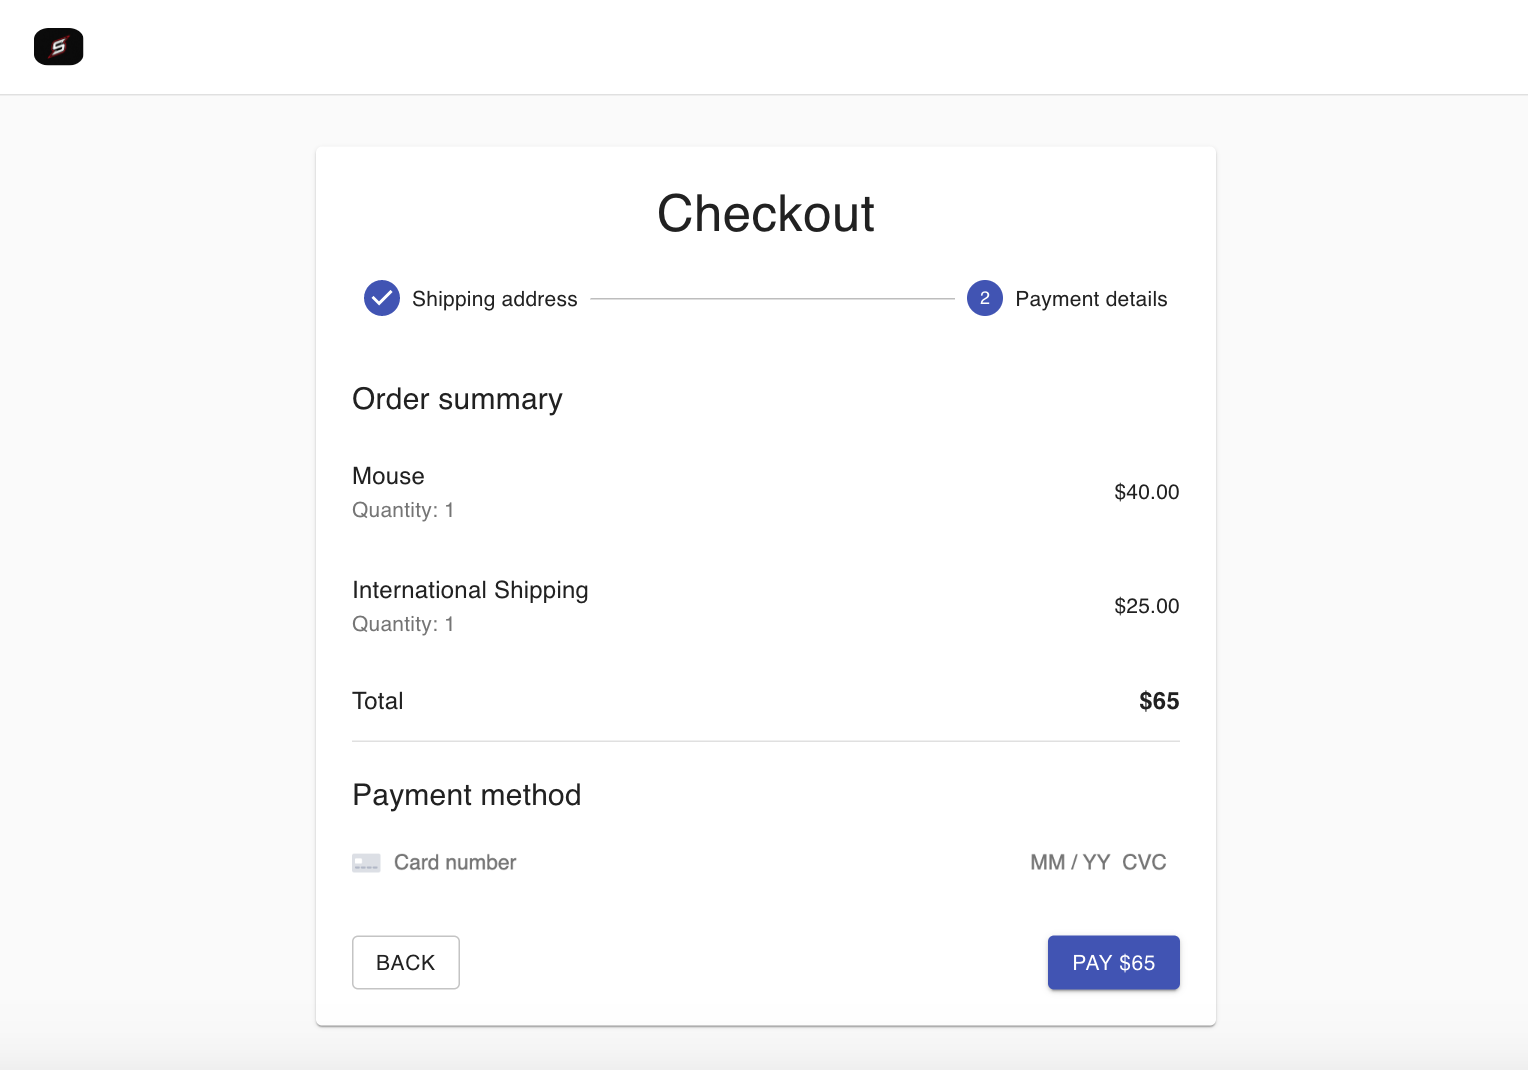 S
Checkout
Shipping address
2
Payment details
Order summary
Mouse
$40.00
Quantity: 1
International Shipping
$25.00
Quantity: 1
Total
$65
Payment method
Card number
MM / YY CVC
BACK
PAY $65